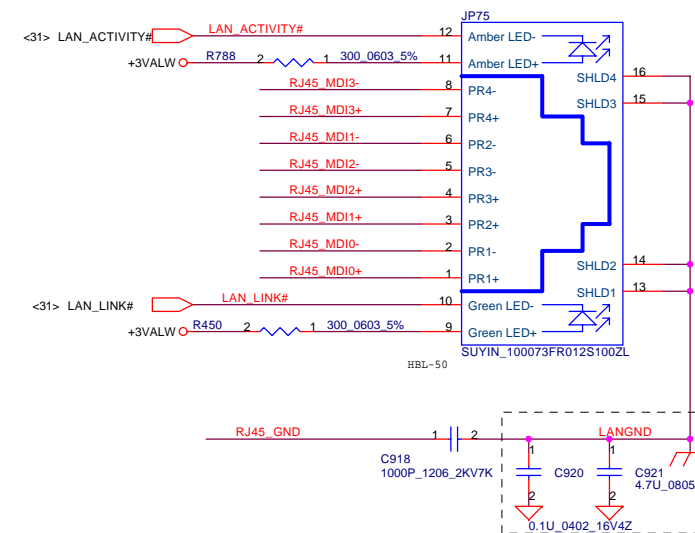 JP75
<31> LAN_ACTIVITY# LAN_ACTIVITY# 12 Amber LED-
+3VALW R788 2 1 300_0603_5% 11 Amber LED+
SHLD4 16
RJ45_MDI3- 8 PR4-
SHLD3 15
RJ45_MDI3+ 7 PR4+
RJ45_MDI1- 6 PR2-
RJ45_MDI2- 5 PR3-
RJ45_MDI2+ 4 PR3+
RJ45_MDI1+ 3 PR2+
RJ45_MDI0- 2 PR1-
SHLD2 14
RJ45_MDI0+ 1 PR1+
SHLD1 13
<31> LAN_LINK# LAN_LINK# 10 Green LED-
+3VALW R450 2 1 300_0603_5% 9 Green LED+
SUYIN_100073FR012S100ZL
HBL-50
RJ45_GND 1 2 LANGND
C918 1 1
1000P_1206_2KV7K C920 C921
4.7U_0805
2 2
0.1U_0402_16V4Z